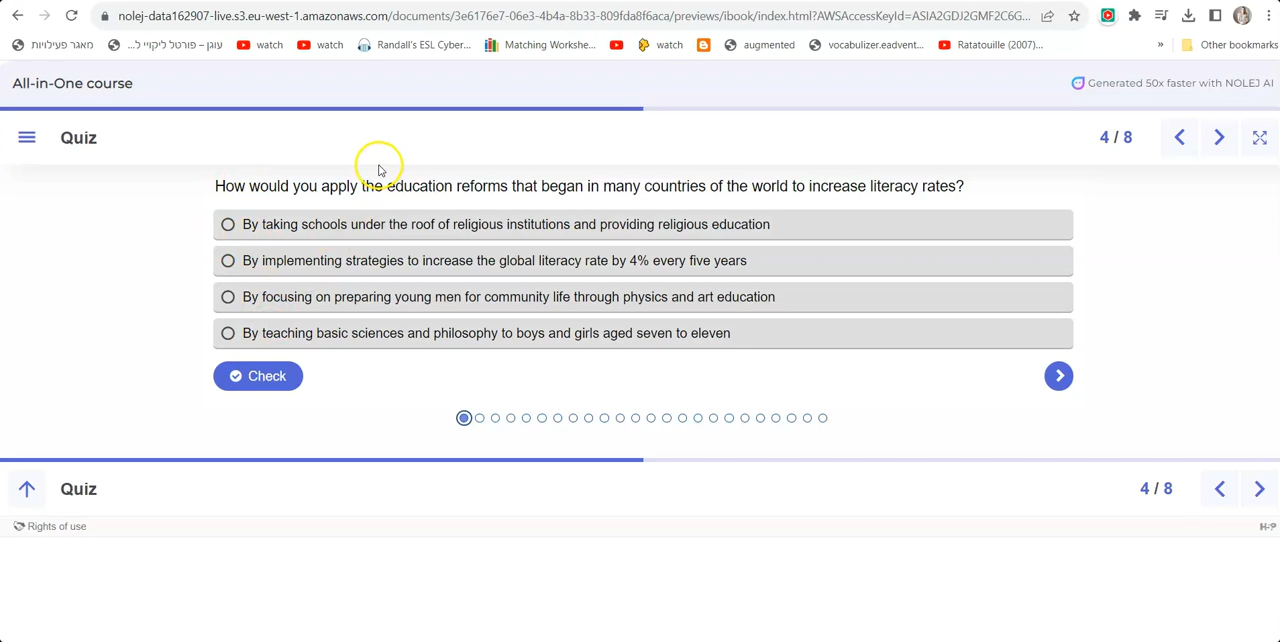 nolej-data162907-live.s3.eu-west-1.amazonaws.com/documents/3e6176e7-06e3-4b4a-8b33-809fda8f6aca/previews/ibook/index.html?AWSAccessKeyId=ASIA2GDJ2GMF2C6G...
מאגר פעילויות עוגן – פורטל ליקויי ל... watch watch Randall's ESL Cyber... Matching Workshe... watch augmented vocabulizer.eadvent... Ratatouille (2007)... » Other bookmarks
All-in-One course Generated 50x faster with NOLEJ AI
Quiz 4 / 8
How would you apply the education reforms that began in many countries of the world to increase literacy rates?
By taking schools under the roof of religious institutions and providing religious education
By implementing strategies to increase the global literacy rate by 4% every five years
By focusing on preparing young men for community life through physics and art education
By teaching basic sciences and philosophy to boys and girls aged seven to eleven
Check
Quiz 4 / 8
Rights of use H-P